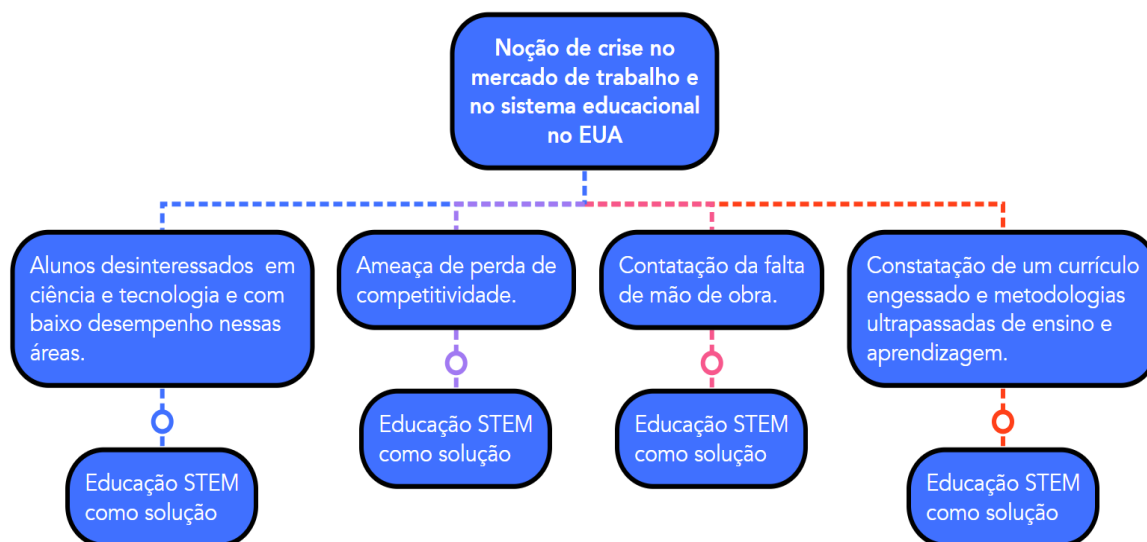 Noção de crise no
mercado de trabalho e
no sistema educacional
no EUA
Alunos desinteressados em
ciência e tecnologia e com
baixo desempenho nessas
áreas.
Ameaça de perda de
competitividade.
Contatação da falta
de mão de obra.
Constatação de um currículo
engessado e metodologias
ultrapassadas de ensino e
aprendizagem.
Educação STEM
como solução
Educação STEM
como solução
Educação STEM
como solução
Educação STEM
como solução